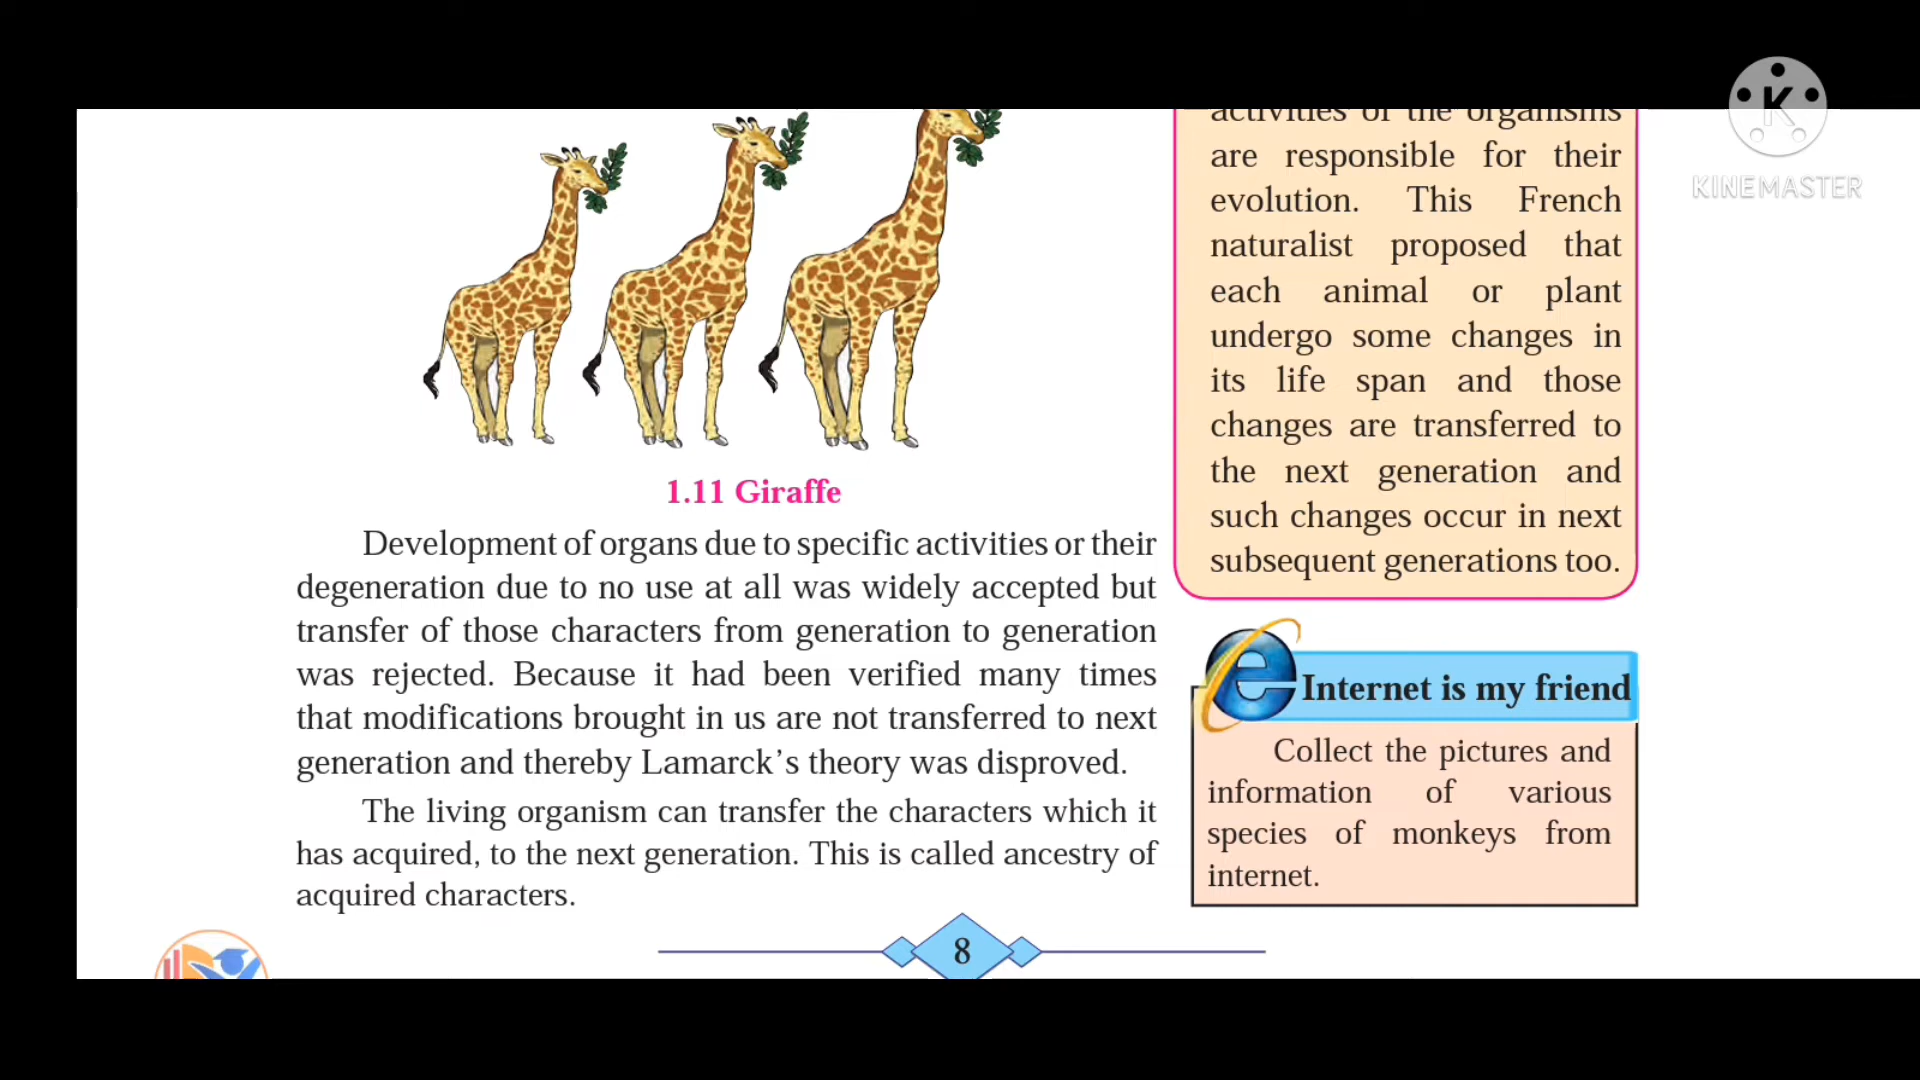 1.11 Giraffe
Development of organs due to specific activities or their
degeneration due to no use at all was widely accepted but
transfer of those characters from generation to generation
was rejected. Because it had been verified many times
that modifications brought in us are not transferred to next
generation and thereby Lamarck's theory was disproved.
The living organism can transfer the characters which it
has acquired, to the next generation. This is called ancestry of
acquired characters.
activities of the organisms
are responsible for their
evolution. This French
naturalist proposed that
each animal or plant
undergo some changes in
its life span and those
changes are transferred to
the next generation and
such changes occur in next
subsequent generations too.
Internet is my friend
Collect the pictures and
information of various
species of monkeys from
internet.
8
K
KINEMASTER